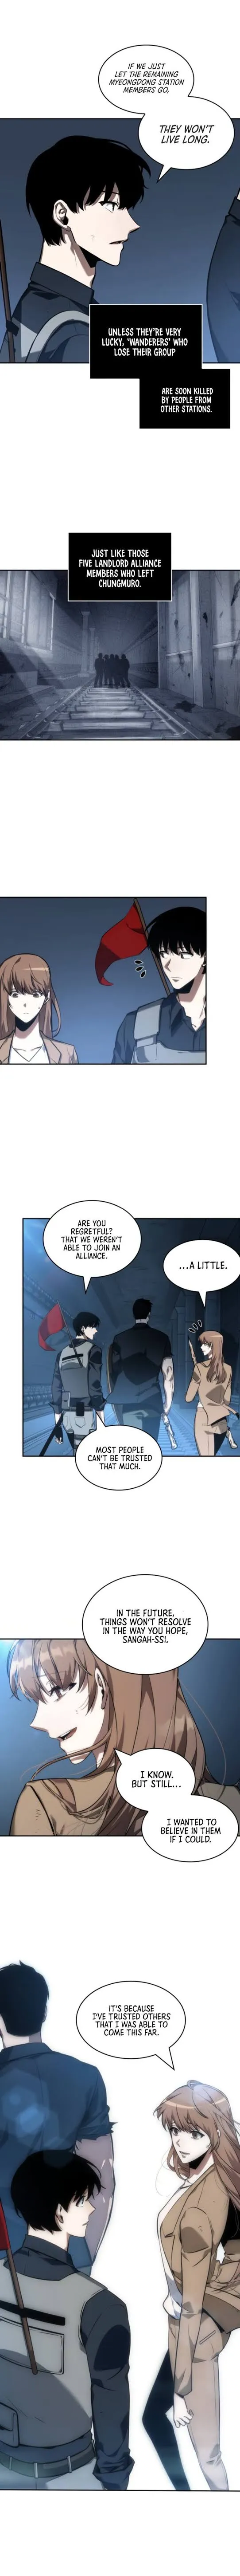 IF WE JUST
LET THE REMAINING
MYEONGDONG STATION
MEMBERS GO,
THEY WON'T
LIVE LONG.
UNLESS THEY'RE VERY
LUCKY, 'WANDERERS' WHO
LOSE THEIR GROUP
ARE SOON KILLED
BY PEOPLE FROM
OTHER STATIONS.
JUST LIKE THOSE
FIVE LANDLORD ALLIANCE
MEMBERS WHO LEFT
CHUNGMURO.
ARE YOU
REGRETFUL?
THAT WE WEREN'T
ABLE TO JOIN AN
ALLIANCE.
...A LITTLE.
MOST PEOPLE
CAN'T BE TRUSTED
THAT MUCH.
IN THE FUTURE,
THINGS WON'T RESOLVE
IN THE WAY YOU HOPE,
SANGAH-SSI.
I KNOW.
BUT STILL...
I WANTED TO
BELIEVE IN THEM
IF I COULD.
IT'S BECAUSE
I'VE TRUSTED OTHERS
THAT I WAS ABLE TO
COME THIS FAR.